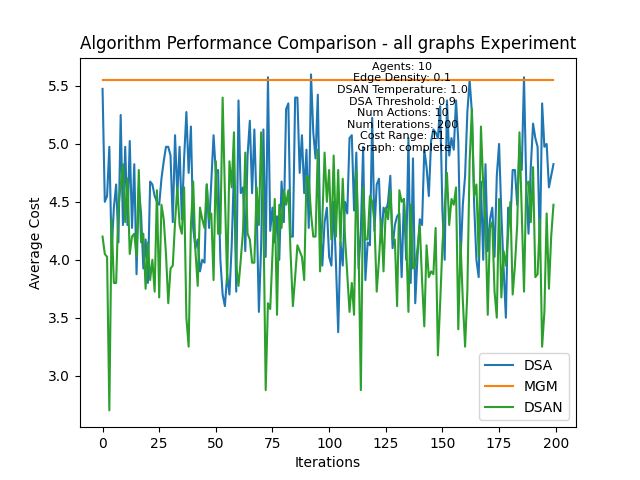 Algorithm Performance Comparison - all graphs Experiment
Agents: 10
Edge Density: 0.1
DSAN Temperature: 1.0
DSA Threshold: 0.9
Num Actions: 10
Num Iterations: 200
Cost Range: 11
Graph: complete
Average Cost
5.5
5.0
4.5
4.0
3.5
3.0
0
25
50
75
100
125
150
175
200
Iterations
DSA
MGM
DSAN